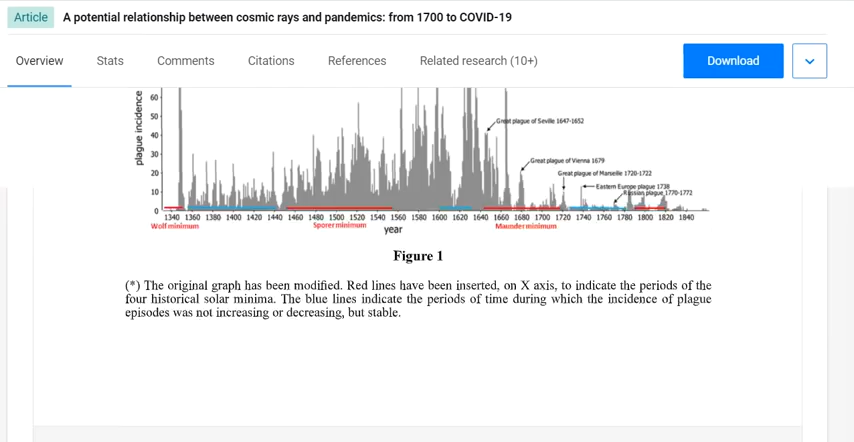 Article A potential relationship between cosmic rays and pandemics: from 1700 to COVID-19
Overview Stats Comments Citations References Related research (10+) Download
plague incidence
60
50
40
30
20
10
0
Great plague of Seville 1647-1652
Great plague of Vienna 1679
Great plague of Marseille 1720-1722
Eastern Europe plague 1738
Russian plague 1770-1772
1340 1360 1380 1400 1420 1440 1460 1480 1500 1520 1540 1560 1580 1600 1620 1640 1660 1680 1700 1720 1740 1760 1780 1800 1820 1840
Wolf minimum Sporer minimum Maunder minimum
year
Figure 1
(*) The original graph has been modified. Red lines have been inserted, on X axis, to indicate the periods of the
four historical solar minima. The blue lines indicate the periods of time during which the incidence of plague
episodes was not increasing or decreasing, but stable.